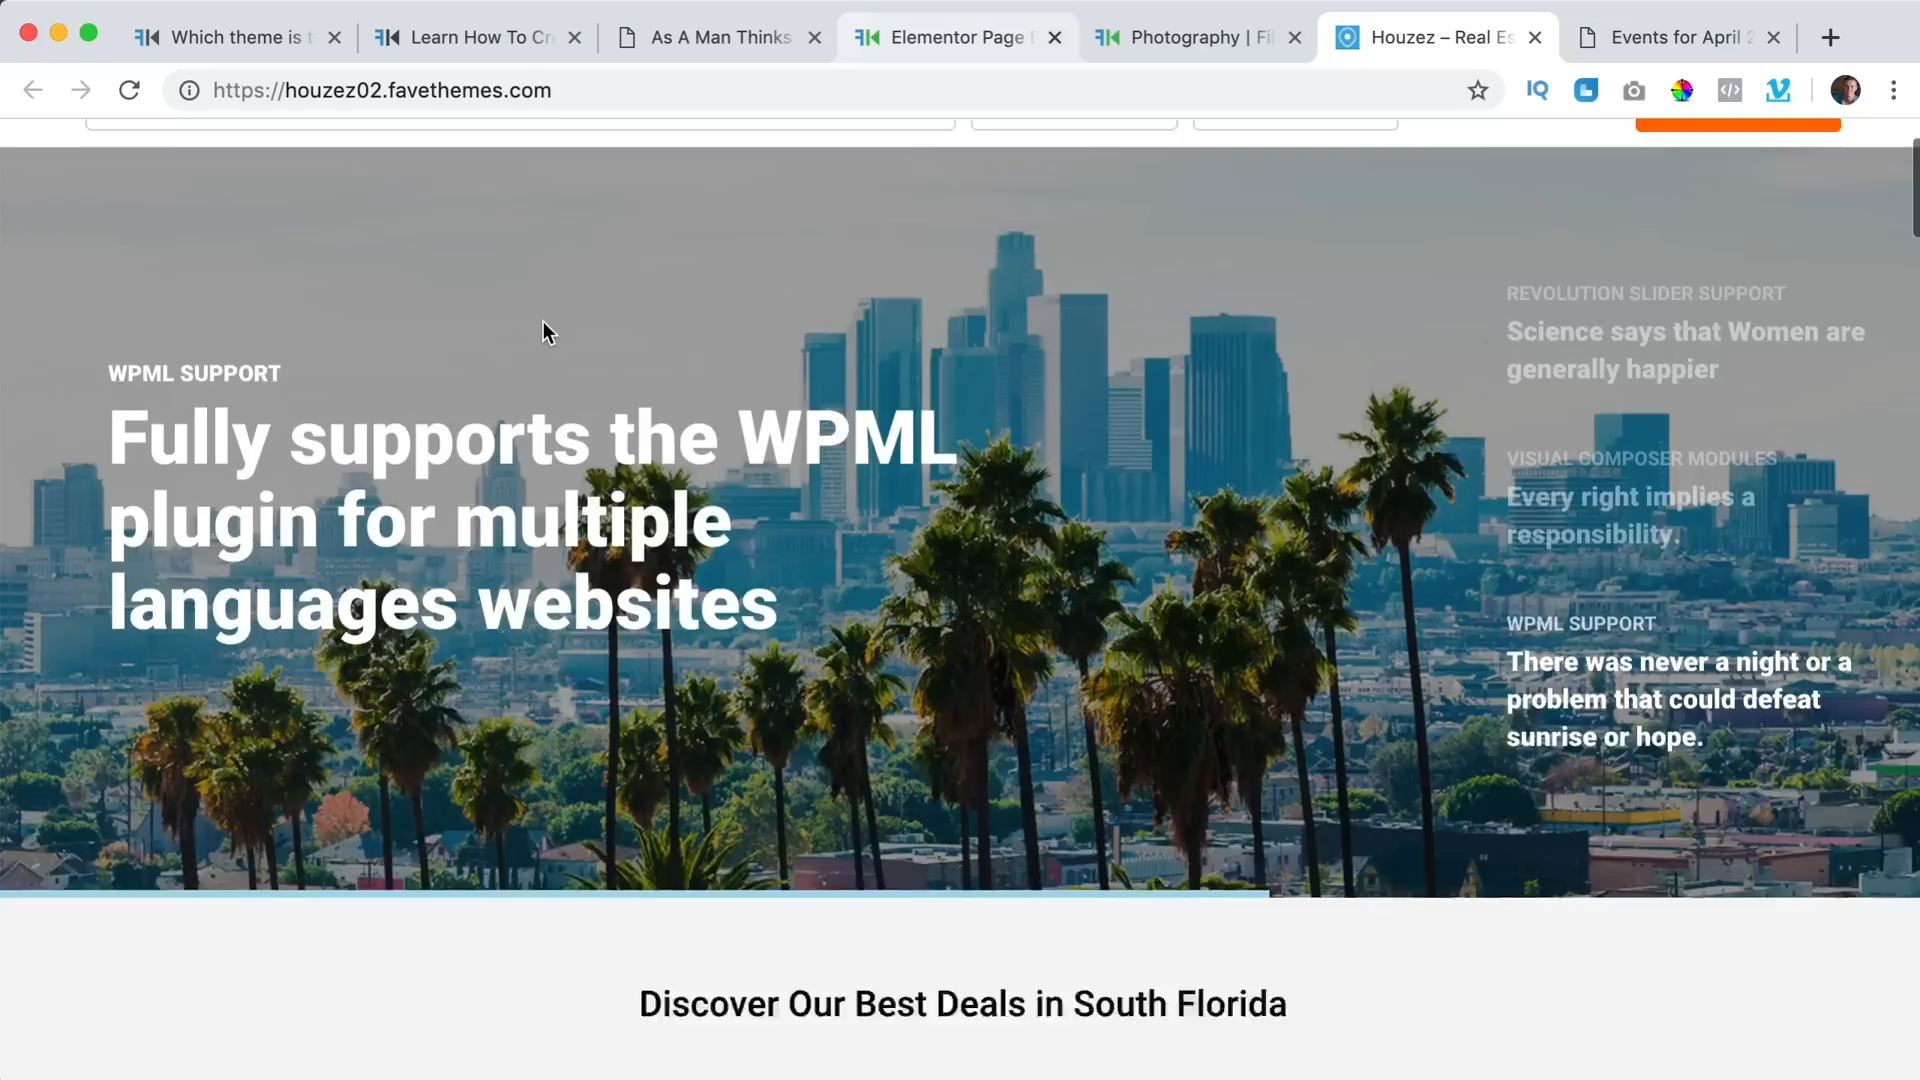 Which theme is t
Learn How To Cr
As A Man Thinks
Elementor Page
Photography | Fi
Houzez – Real Es
Events for April 2
https://houzez02.favethemes.com
IQ
WPML SUPPORT
Fully supports the WPML
plugin for multiple
languages websites
REVOLUTION SLIDER SUPPORT
Science says that Women are
generally happier
VISUAL COMPOSER MODULES
Every right implies a
responsibility.
WPML SUPPORT
There was never a night or a
problem that could defeat
sunrise or hope.
Discover Our Best Deals in South Florida